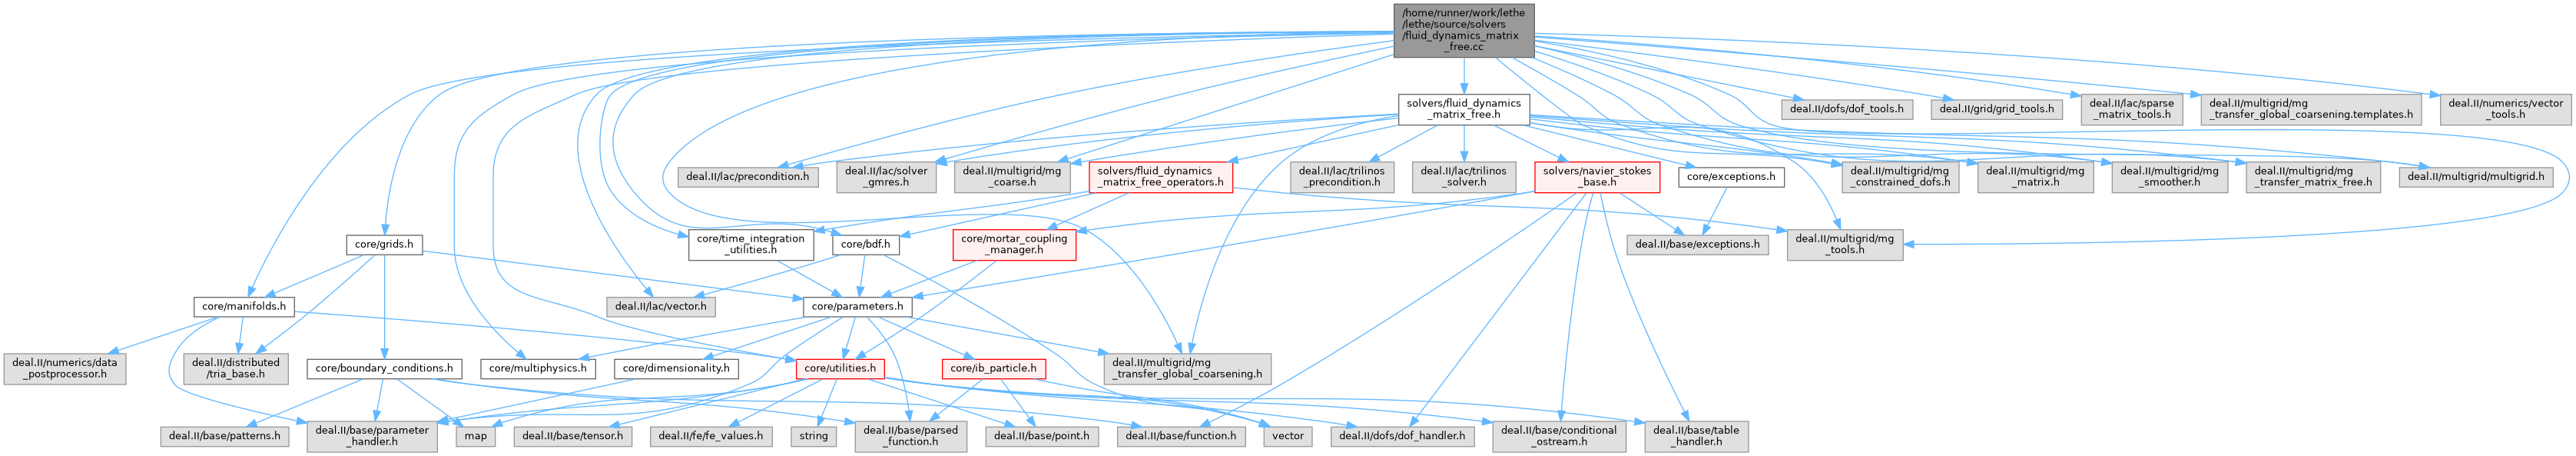 /home/runner/work/lethe
/lethe/source/solvers
/fluid_dynamics_matrix
_free.cc
solvers/fluid_dynamics
_matrix_free.h
deal.II/dofs/dof_tools.h
deal.II/grid/grid_tools.h
deal.II/lac/sparse
_matrix_tools.h
deal.II/multigrid/mg
_transfer_global_coarsening.templates.h
deal.II/numerics/vector
_tools.h
deal.II/lac/precondition.h
deal.II/lac/solver
_gmres.h
deal.II/multigrid/mg
_coarse.h
solvers/fluid_dynamics
_matrix_free_operators.h
deal.II/lac/trilinos
_precondition.h
deal.II/lac/trilinos
_solver.h
solvers/navier_stokes
_base.h
core/exceptions.h
deal.II/multigrid/mg
_constrained_dofs.h
deal.II/multigrid/mg
_matrix.h
deal.II/multigrid/mg
_smoother.h
deal.II/multigrid/mg
_transfer_matrix_free.h
deal.II/multigrid/multigrid.h
core/grids.h
core/time_integration
_utilities.h
core/bdf.h
core/mortar_coupling
_manager.h
deal.II/base/exceptions.h
deal.II/multigrid/mg
_tools.h
core/manifolds.h
deal.II/lac/vector.h
core/parameters.h
deal.II/numerics/data
_postprocessor.h
deal.II/distributed
/tria_base.h
core/boundary_conditions.h
core/multiphysics.h
core/dimensionality.h
core/utilities.h
core/ib_particle.h
deal.II/multigrid/mg
_transfer_global_coarsening.h
deal.II/base/patterns.h
deal.II/base/parameter
_handler.h
map
deal.II/base/tensor.h
deal.II/fe/fe_values.h
string
deal.II/base/parsed
_function.h
deal.II/base/point.h
deal.II/base/function.h
vector
deal.II/dofs/dof_handler.h
deal.II/base/conditional
_ostream.h
deal.II/base/table
_handler.h